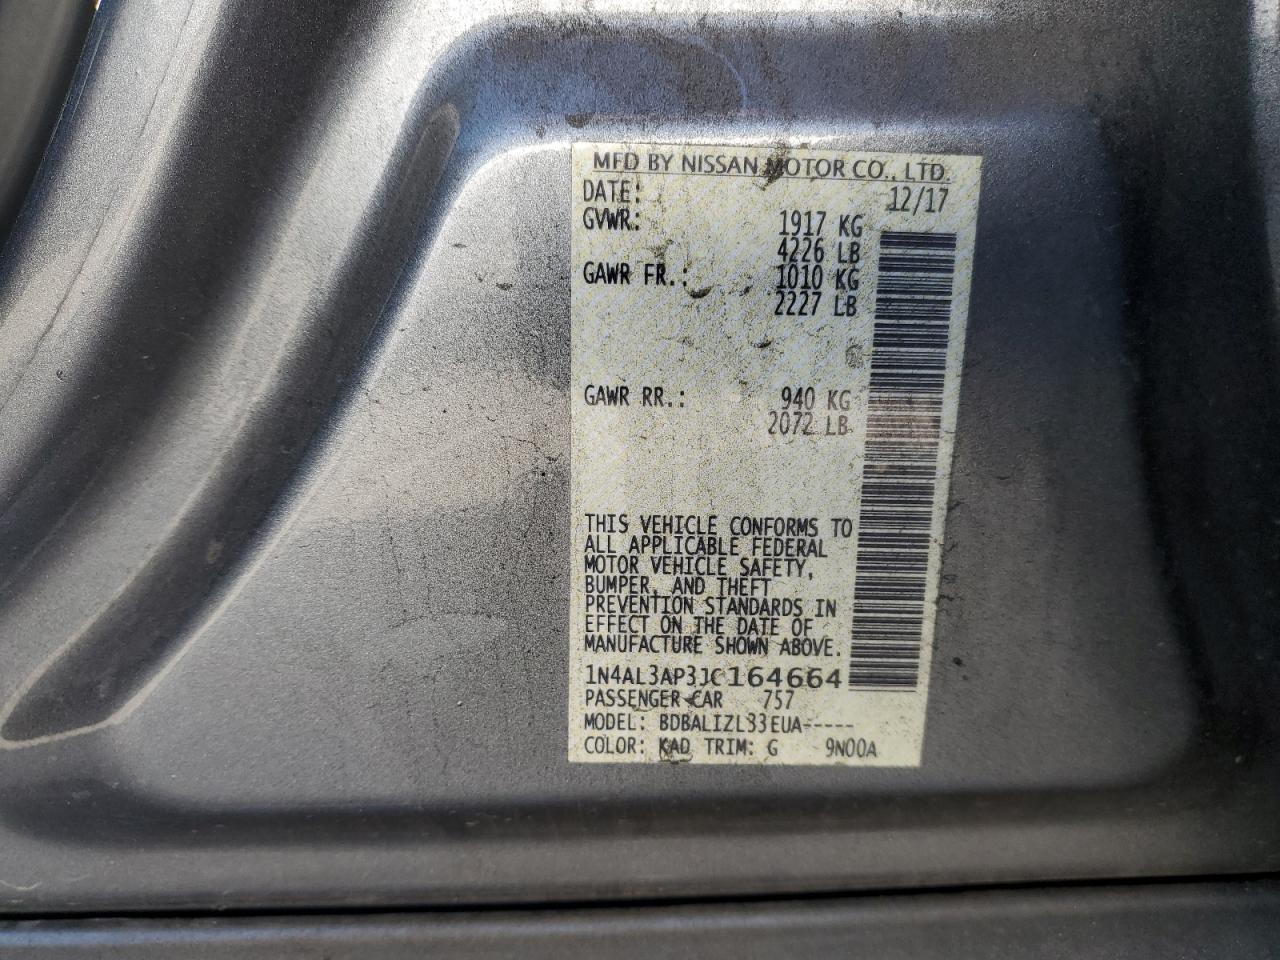 MFD BY NISSAN MOTOR CO., LTD.
DATE: 12/17
GVWR: 1917 KG
4226 LB
GAWR FR.: 1010 KG
2227 LB
GAWR RR.: 940 KG
2072 LB
THIS VEHICLE CONFORMS TO
ALL APPLICABLE FEDERAL
MOTOR VEHICLE SAFETY,
BUMPER, AND THEFT
PREVENTION STANDARDS IN
EFFECT ON THE DATE OF
MANUFACTURE SHOWN ABOVE.
1N4AL3AP3JC164664
PASSENGER CAR 757
MODEL: BDBALIZL33EUA-----
COLOR: KAD TRIM: G 9N00A